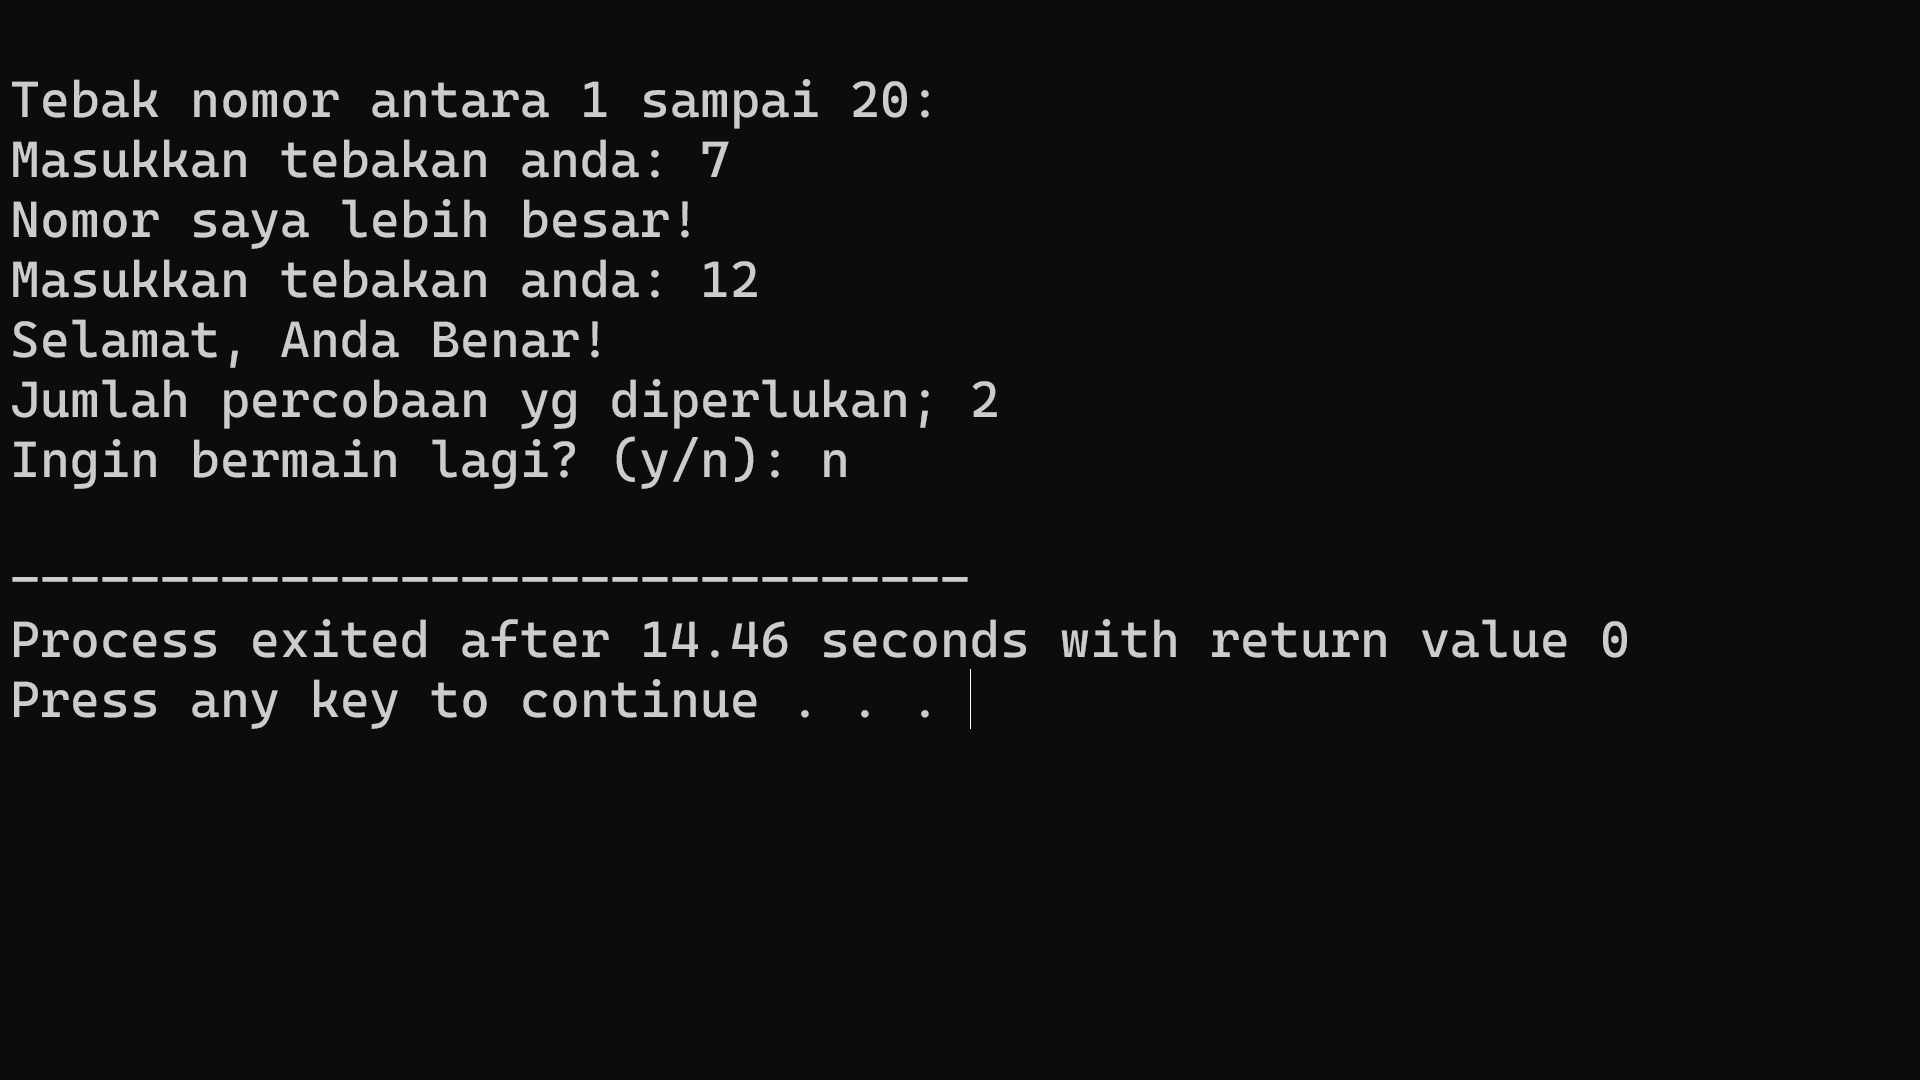 Tebak nomor antara 1 sampai 20:
Masukkan tebakan anda: 7
Nomor saya lebih besar!
Masukkan tebakan anda: 12
Selamat, Anda Benar!
Jumlah percobaan yg diperlukan; 2
Ingin bermain lagi? (y/n): n
--------------------------------
Process exited after 14.46 seconds with return value 0
Press any key to continue . . .